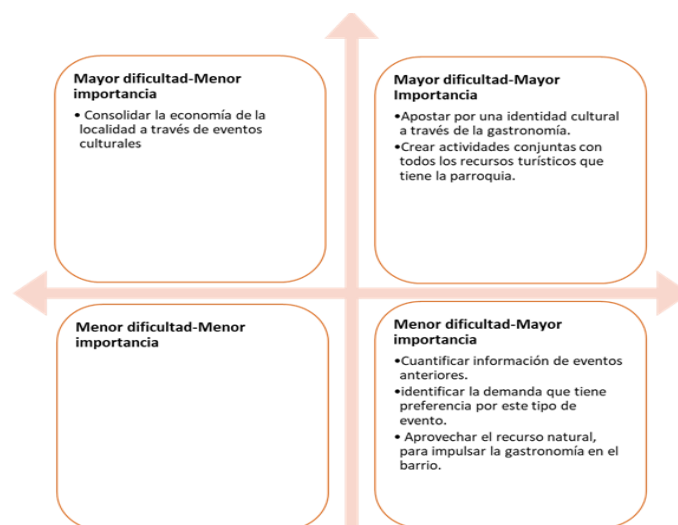 Mayor dificultad-Menor
importancia
• Consolidar la economía de la
localidad a través de eventos
culturales
Mayor dificultad-Mayor
Importancia
•Apostar por una identidad cultural
a través de la gastronomía.
•Crear actividades conjuntas con
todos los recursos turísticos que
tiene la parroquia.
Menor dificultad-Menor
importancia
Menor dificultad-Mayor
importancia
•Cuantificar información de eventos
anteriores.
•identificar la demanda que tiene
preferencia por este tipo de
evento.
• Aprovechar el recurso natural,
para impulsar la gastronomía en el
barrio.